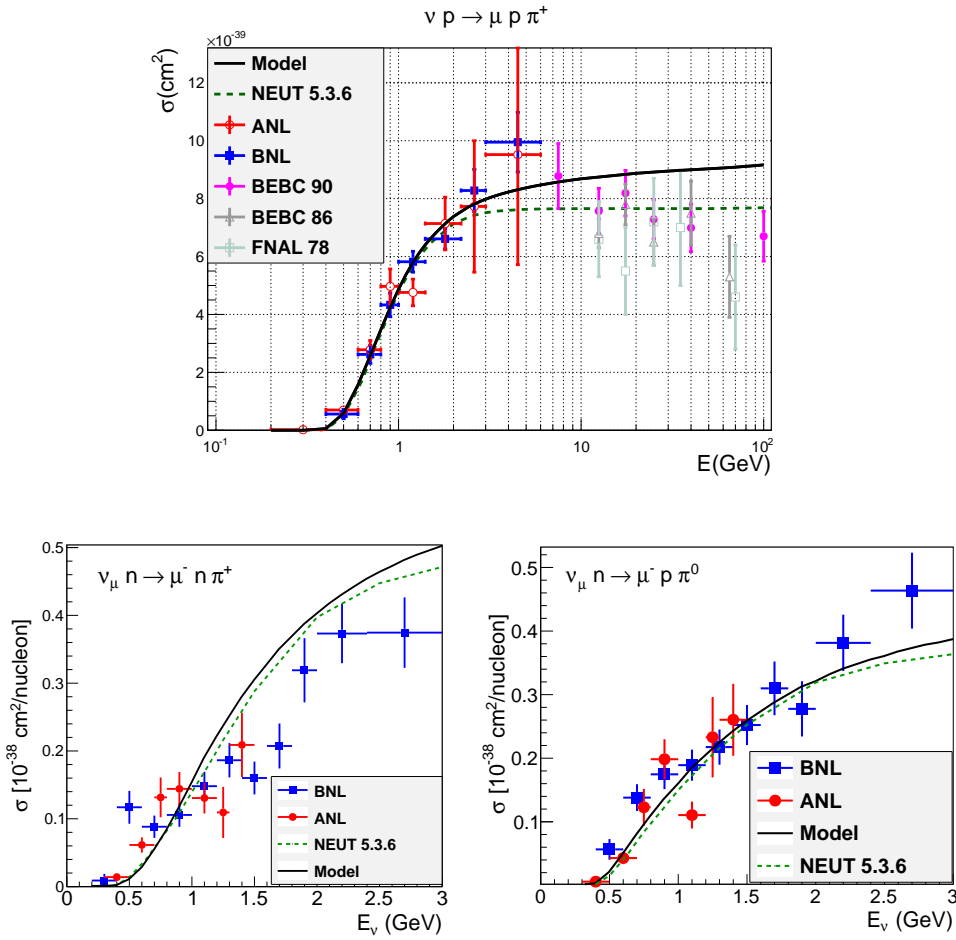 ν p → μ p π⁺
×10⁻³⁹
σ(cm²)
Model
NEUT 5.3.6
ANL
BNL
BEBC 90
BEBC 86
FNAL 78
12
10
8
6
4
2
0
10⁻¹ 1 10 10²
E(GeV)
ν_μ n → μ⁻ n π⁺
σ [10⁻³⁸ cm²/nucleon]
0.5
0.4
0.3
0.2
0.1
0
BNL
ANL
NEUT 5.3.6
Model
0 0.5 1 1.5 2 2.5 3
E_ν (GeV)
ν_μ n → μ⁻ p π⁰
σ [10⁻³⁸ cm²/nucleon]
0.5
0.4
0.3
0.2
0.1
BNL
ANL
Model
NEUT 5.3.6
0 0.5 1 1.5 2 2.5 3
E_ν (GeV)